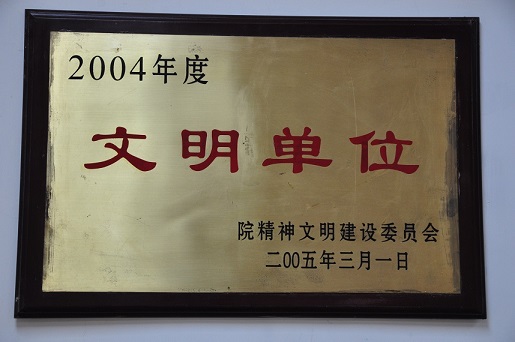 2004年度
文明单位
院精神文明建设委员会
二00五年三月一日